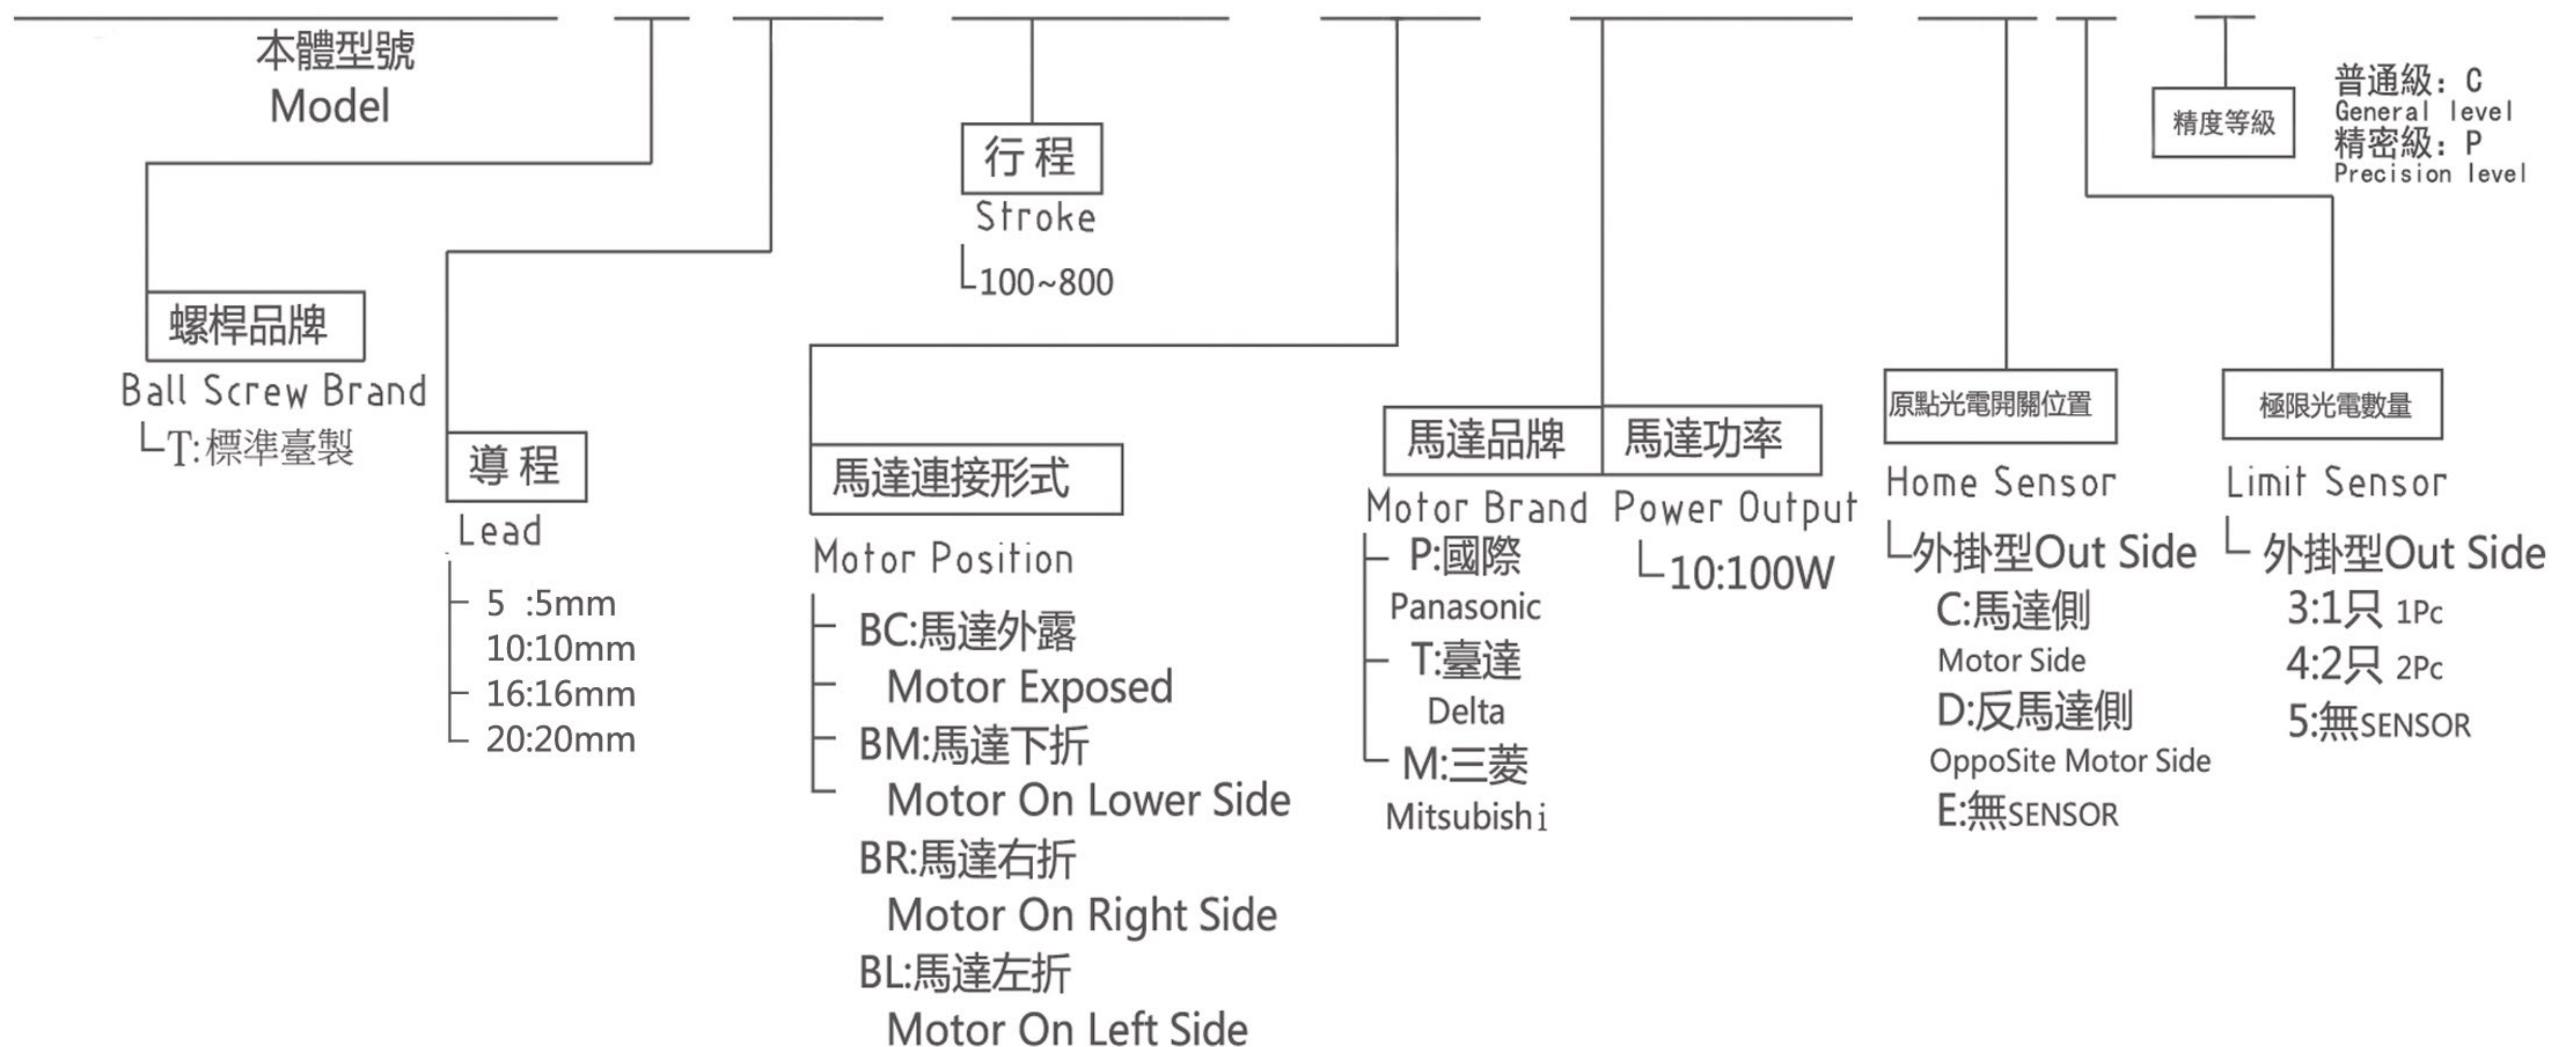 本體型號
Model
螺桿品牌
Ball Screw Brand
T:標準臺製
導程
Lead
5 :5mm
10:10mm
16:16mm
20:20mm
行程
Stroke
100~800
馬達連接形式
Motor Position
BC:馬達外露
Motor Exposed
BM:馬達下折
Motor On Lower Side
BR:馬達右折
Motor On Right Side
BL:馬達左折
Motor On Left Side
馬達品牌
Motor Brand
P:國際
Panasonic
T:臺達
Delta
M:三菱
Mitsubishi
馬達功率
Power Output
10:100W
原點光電開關位置
Home Sensor
外掛型Out Side
C:馬達側
Motor Side
D:反馬達側
OppoSite Motor Side
E:無SENSOR
極限光電數量
Limit Sensor
外掛型Out Side
3:1只 1Pc
4:2只 2Pc
5:無SENSOR
精度等級
普通級: C
General level
精密級: P
Precision level